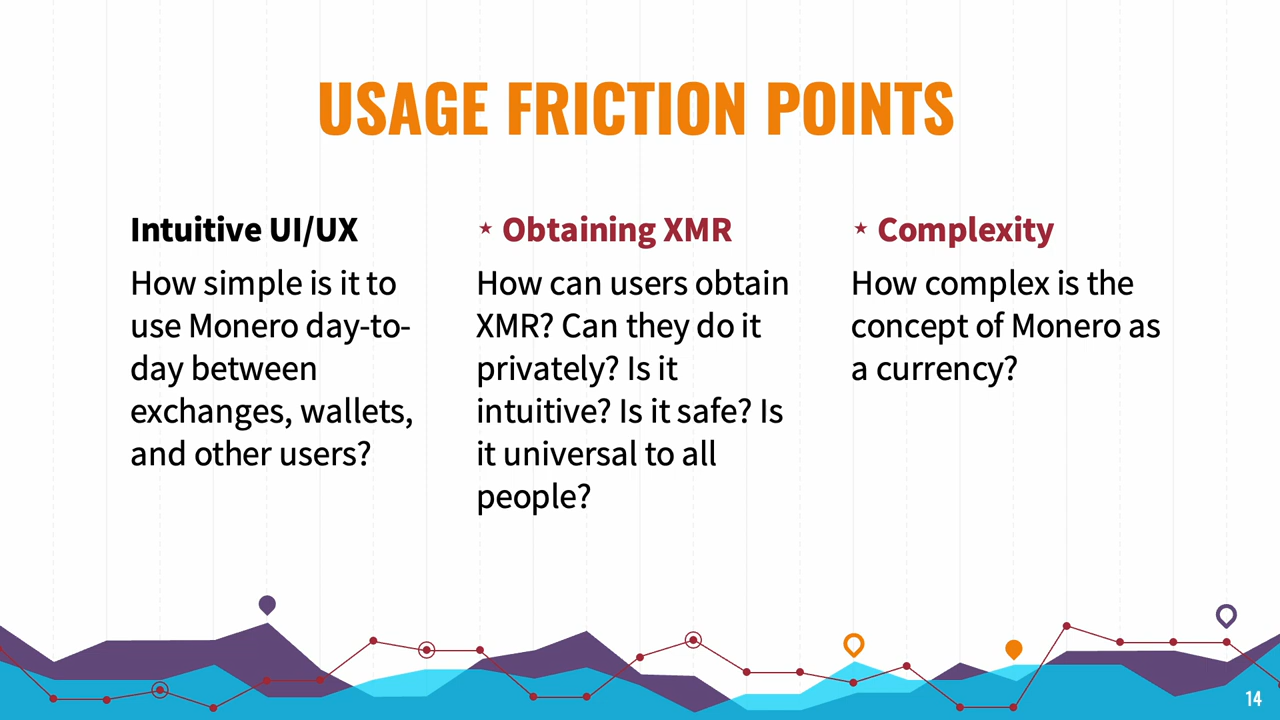 USAGE FRICTION POINTS
Intuitive UI/UX
How simple is it to
use Monero day-to-
day between
exchanges, wallets,
and other users?
★ Obtaining XMR
How can users obtain
XMR? Can they do it
privately? Is it
intuitive? Is it safe? Is
it universal to all
people?
★ Complexity
How complex is the
concept of Monero as
a currency?
14